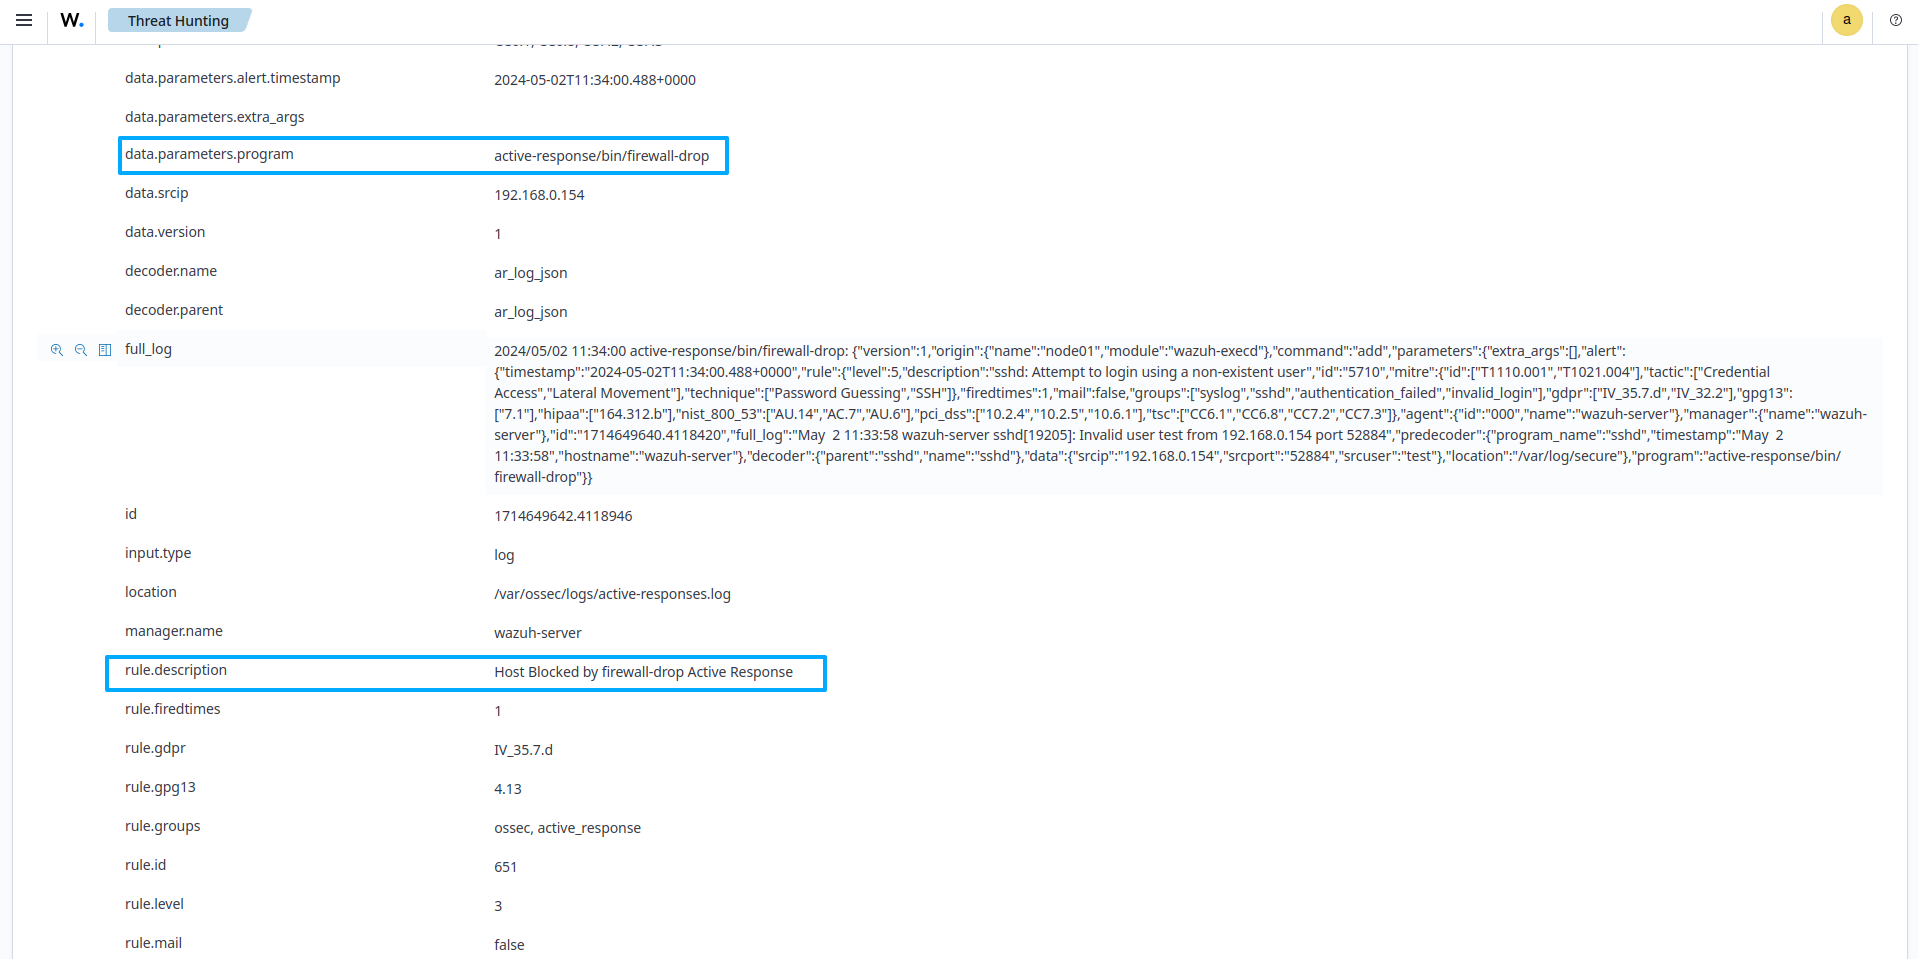 W.
Threat Hunting
a
data.parameters.alert.timestamp 2024-05-02T11:34:00.488+0000
data.parameters.extra_args
data.parameters.program active-response/bin/firewall-drop
data.srcip 192.168.0.154
data.version 1
decoder.name ar_log_json
decoder.parent ar_log_json
full_log 2024/05/02 11:34:00 active-response/bin/firewall-drop: {"version":1,"origin":{"name":"node01","module":"wazuh-execd"},"command":"add","parameters":{"extra_args":[],"alert":
{"timestamp":"2024-05-02T11:34:00.488+0000","rule":{"level":5,"description":"sshd: Attempt to login using a non-existent user","id":"5710","mitre":{"id":["T1110.001","T1021.004"],"tactic":["Credential
Access","Lateral Movement"],"technique":["Password Guessing","SSH"]},"firedtimes":1,"mail":false,"groups":["syslog","sshd","authentication_failed","invalid_login"],"gdpr":["IV_35.7.d","IV_32.2"],"gpg13":
["7.1"],"hipaa":["164.312.b"],"nist_800_53":["AU.14","AC.7","AU.6"],"pci_dss":["10.2.4","10.2.5","10.6.1"],"tsc":["CC6.1","CC6.8","CC7.2","CC7.3"]},"agent":{"id":"000","name":"wazuh-server"},"manager":{"name":"wazuh-
server"},"id":"1714649640.4118420","full_log":"May  2 11:33:58 wazuh-server sshd[19205]: Invalid user test from 192.168.0.154 port 52884","predecoder":{"program_name":"sshd","timestamp":"May  2
11:33:58","hostname":"wazuh-server"},"decoder":{"parent":"sshd","name":"sshd"},"data":{"srcip":"192.168.0.154","srcport":"52884","srcuser":"test"},"location":"/var/log/secure"},"program":"active-response/bin/
firewall-drop"}}
id 1714649642.4118946
input.type log
location /var/ossec/logs/active-responses.log
manager.name wazuh-server
rule.description Host Blocked by firewall-drop Active Response
rule.firedtimes 1
rule.gdpr IV_35.7.d
rule.gpg13 4.13
rule.groups ossec, active_response
rule.id 651
rule.level 3
rule.mail false